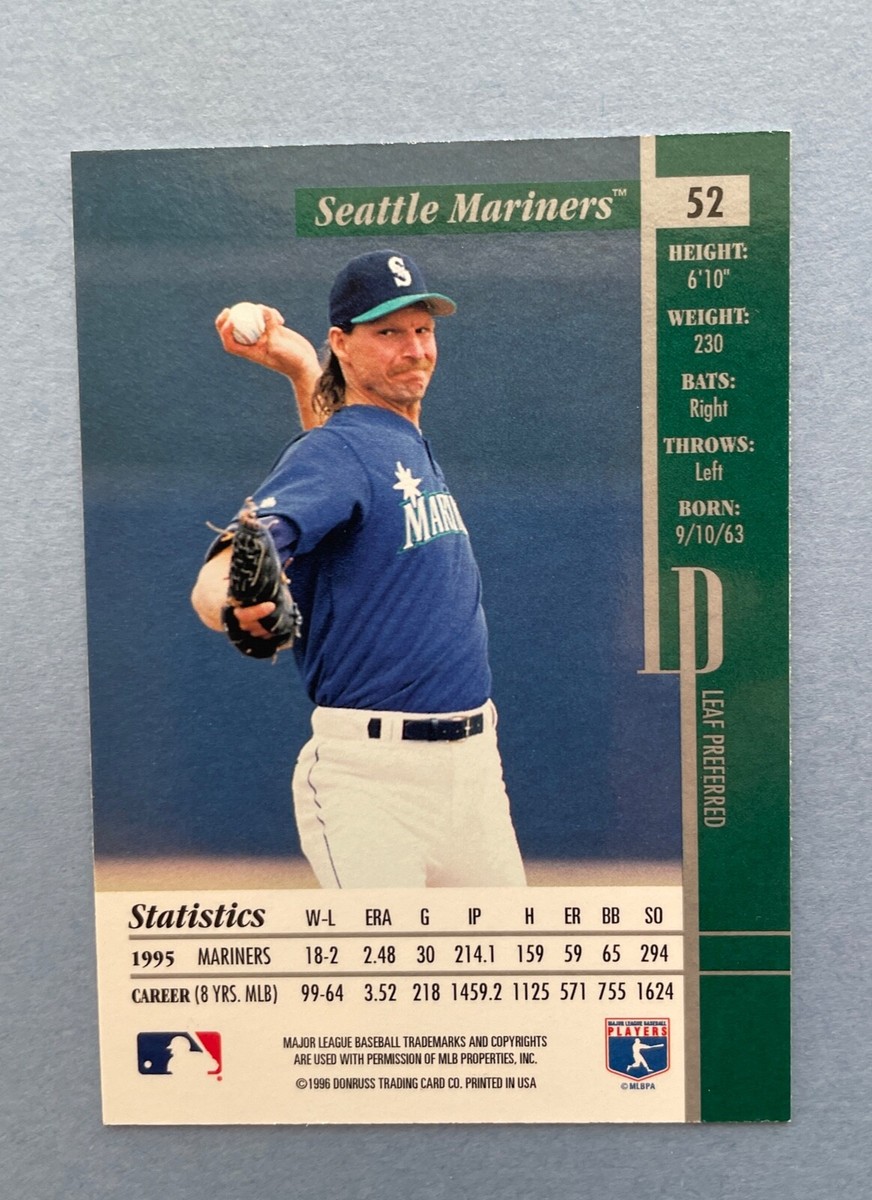 Seattle Mariners™
52
HEIGHT:
6'10"
WEIGHT:
230
BATS:
Right
THROWS:
Left
BORN:
9/10/63
S
MARI
D
LEAF PREFERRED
Statistics W-L ERA G IP H ER BB SO
1995 MARINERS 18-2 2.48 30 214.1 159 59 65 294
CAREER (8 YRS. MLB) 99-64 3.52 218 1459.2 1125 571 755 1624
MAJOR LEAGUE BASEBALL TRADEMARKS AND COPYRIGHTS
ARE USED WITH PERMISSION OF MLB PROPERTIES, INC.
©1996 DONRUSS TRADING CARD CO. PRINTED IN USA
MAJOR LEAGUE BASEBALL
PLAYERS
© MLBPA